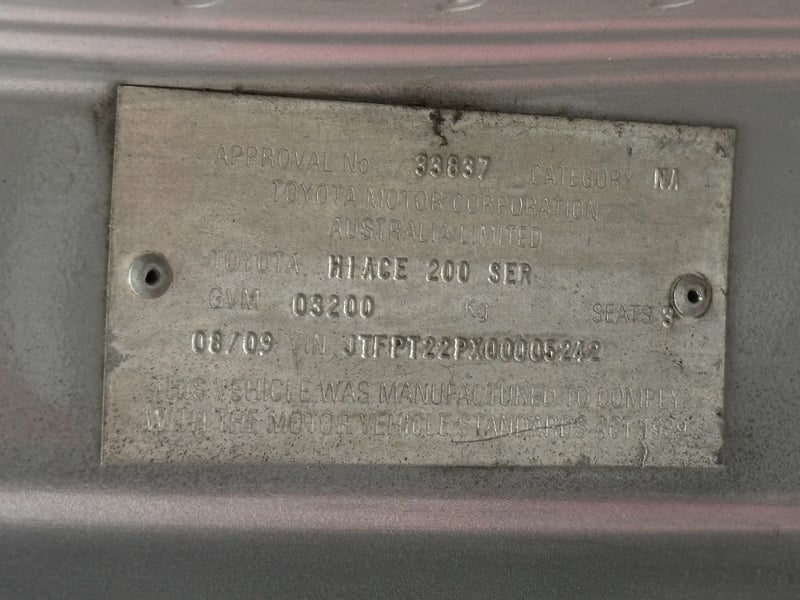 APPROVAL No 33837 CATEGORY NA
TOYOTA MOTOR CORPORATION
AUSTRALIA LIMITED
TOYOTA HIACE 200 SER
GVM 03200 Kg SEATS 3
08/09 VIN JTFPT22PX00005242
THIS VEHICLE WAS MANUFACTURED TO COMPLY
WITH THE MOTOR VEHICLE STANDARDS ACT 1989